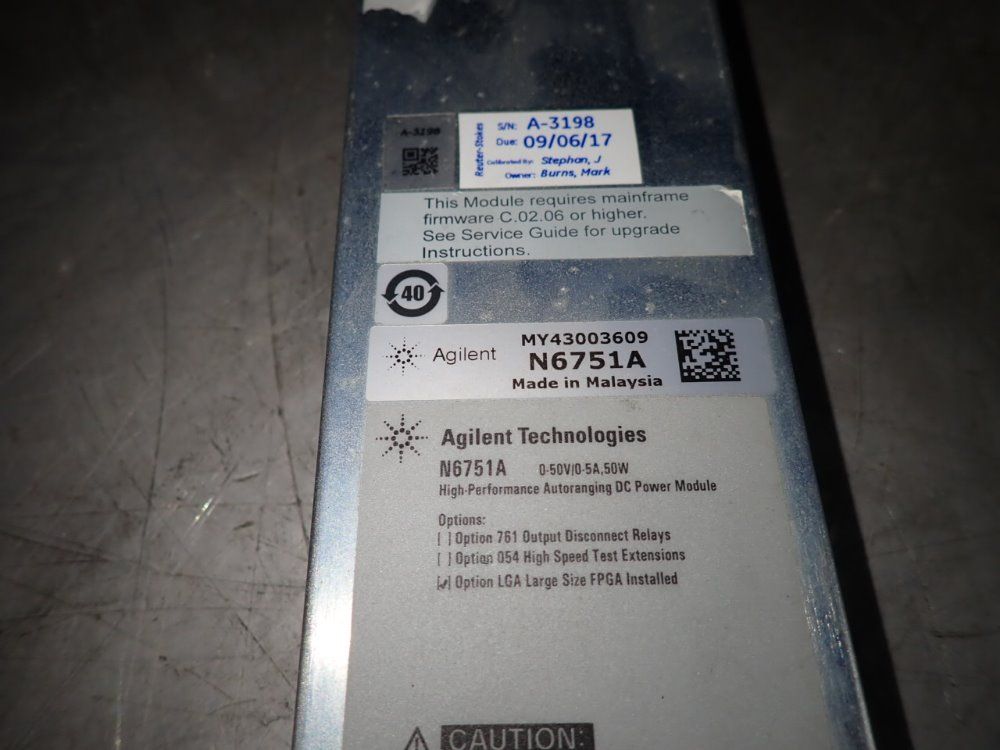 A-3198
Reuter-Stokes
S/N: A-3198
Due: 09/06/17
Calibrated By: Stephan, J
Owner: Burns, Mark
This Module requires mainframe
firmware C.02.06 or higher.
See Service Guide for upgrade
Instructions.
40
Agilent
MY43003609
N6751A
Made in Malaysia
Agilent Technologies
N6751A 0-50V/0-5A,50W
High-Performance Autoranging DC Power Module
Options:
[ ] Option 761 Output Disconnect Relays
[ ] Option 054 High Speed Test Extensions
[✓] Option LGA Large Size FPGA Installed
CAUTION: